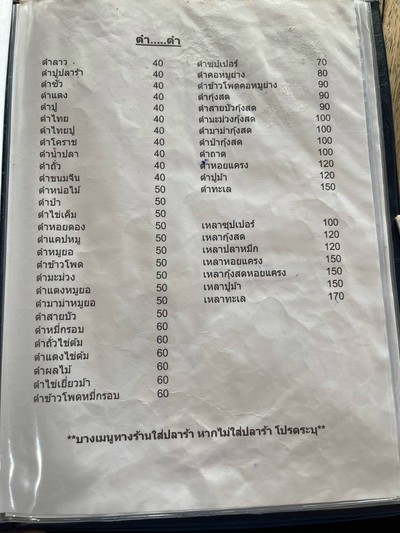 ตำ.....ตำ
ตำลาว 40
ตำปูปลาร้า 40
ตำซั่ว 40
ตำแตง 40
ตำปู 40
ตำไทย 40
ตำไทยปู 40
ตำโคราช 40
ตำน้ำปลา 40
ตำถั่ว 40
ตำขนมจีน 40
ตำหน่อไม้ 50
ตำป่า 50
ตำไข่เค็ม 50
ตำหอยดอง 50
ตำแคปหมู 50
ตำหมูยอ 50
ตำข้าวโพด 50
ตำมะม่วง 50
ตำแตงหมูยอ 50
ตำมาม่าหมูยอ 50
ตำสายบัว 50
ตำหมี่กรอบ 60
ตำถั่วไข่ต้ม 60
ตำแตงไข่ต้ม 60
ตำผลไม้ 60
ตำไข่เยี่ยวม้า 60
ตำข้าวโพดหมี่กรอบ 60
ตำซุปเปอร์ 70
ตำคอหมูย่าง 80
ตำข้าวโพดคอหมูย่าง 90
ตำกุ้งสด 90
ตำสายบัวกุ้งสด 90
ตำมะม่วงกุ้งสด 100
ตำมาม่ากุ้งสด 100
ตำป่ากุ้งสด 100
ตำถาด 100
ตำหอยแครง 120
ตำปูม้า 120
ตำทะเล 150
เหลาซุปเปอร์ 100
เหลากุ้งสด 120
เหลาปลาหมึก 120
เหลาหอยแครง 150
เหลากุ้งสดหอยแครง 150
เหลาปูม้า 150
เหลาทะเล 170
**บางเมนูทางร้านใส่ปลาร้า หากไม่ใส่ปลาร้า โปรดระบุ**